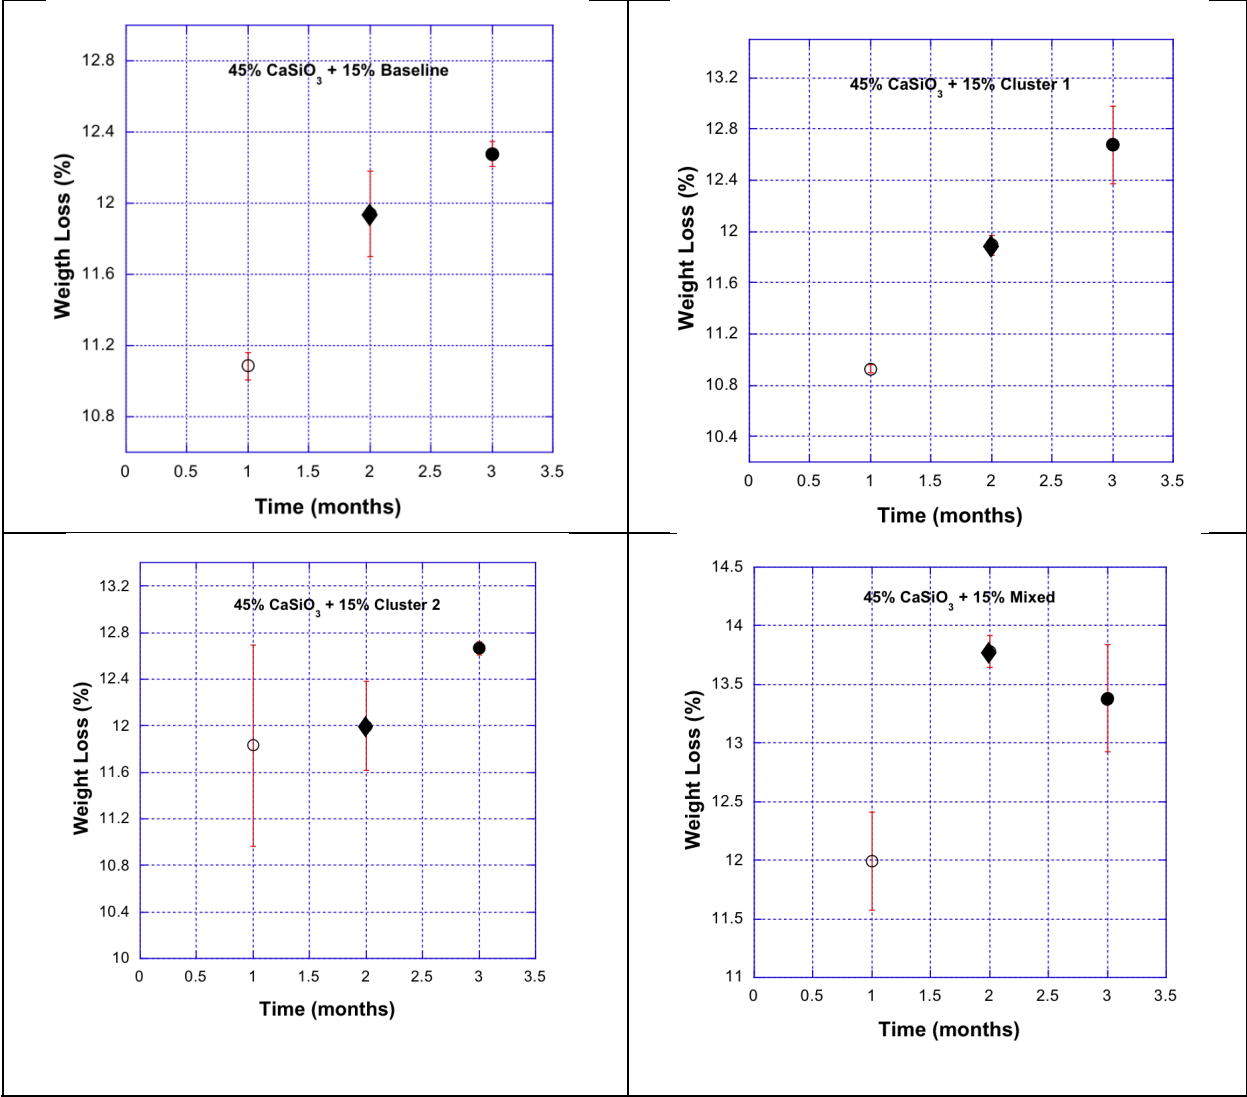 12.8
45% CaSiO3 + 15% Baseline
12.4
12
11.6
11.2
10.8
Weigth Loss (%)
0 0.5 1 1.5 2 2.5 3 3.5
Time (months)
13.2
45% CaSiO3 + 15% Cluster 1
12.8
12.4
12
11.6
11.2
10.8
10.4
Weight Loss (%)
0 0.5 1 1.5 2 2.5 3 3.5
Time (months)
13.2
45% CaSiO3 + 15% Cluster 2
12.8
12.4
12
11.6
11.2
10.8
10.4
10
Weight Loss (%)
0 0.5 1 1.5 2 2.5 3 3.5
Time (months)
14.5
45% CaSiO3 + 15% Mixed
14
13.5
13
12.5
12
11.5
11
Weight Loss (%)
0 0.5 1 1.5 2 2.5 3 3.5
Time (months)